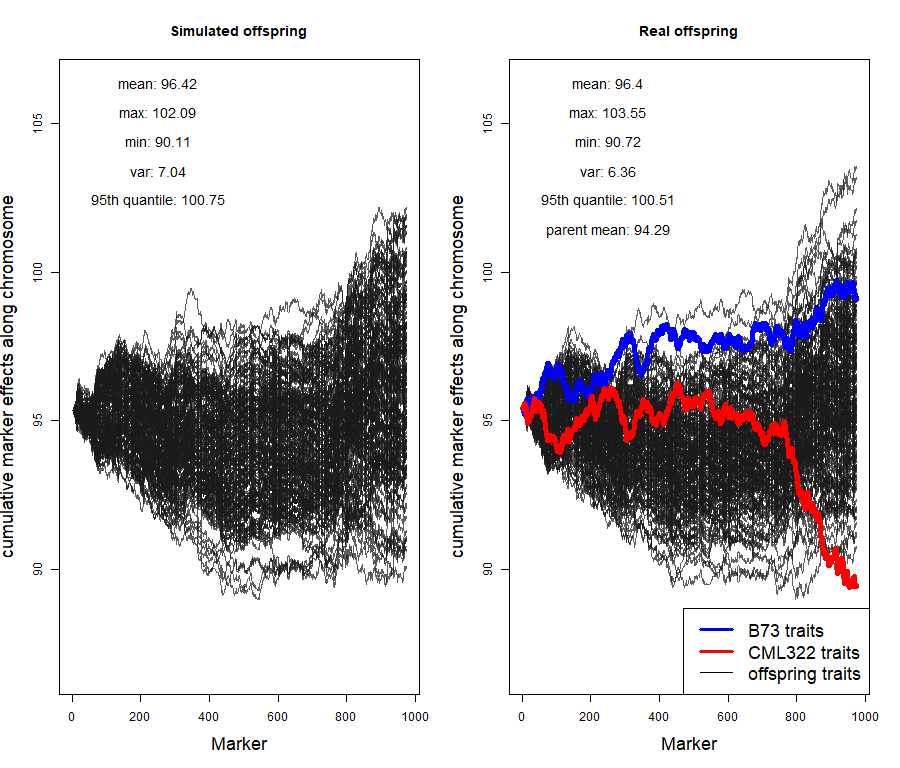 Simulated offspring
mean: 96.42
max: 102.09
min: 90.11
var: 7.04
95th quantile: 100.75
cumulative marker effects along chromosome
105
100
95
90
0 200 400 600 800 1000
Marker
Real offspring
mean: 96.4
max: 103.55
min: 90.72
var: 6.36
95th quantile: 100.51
parent mean: 94.29
cumulative marker effects along chromosome
105
100
95
90
B73 traits
CML322 traits
offspring traits
0 200 400 600 800 1000
Marker